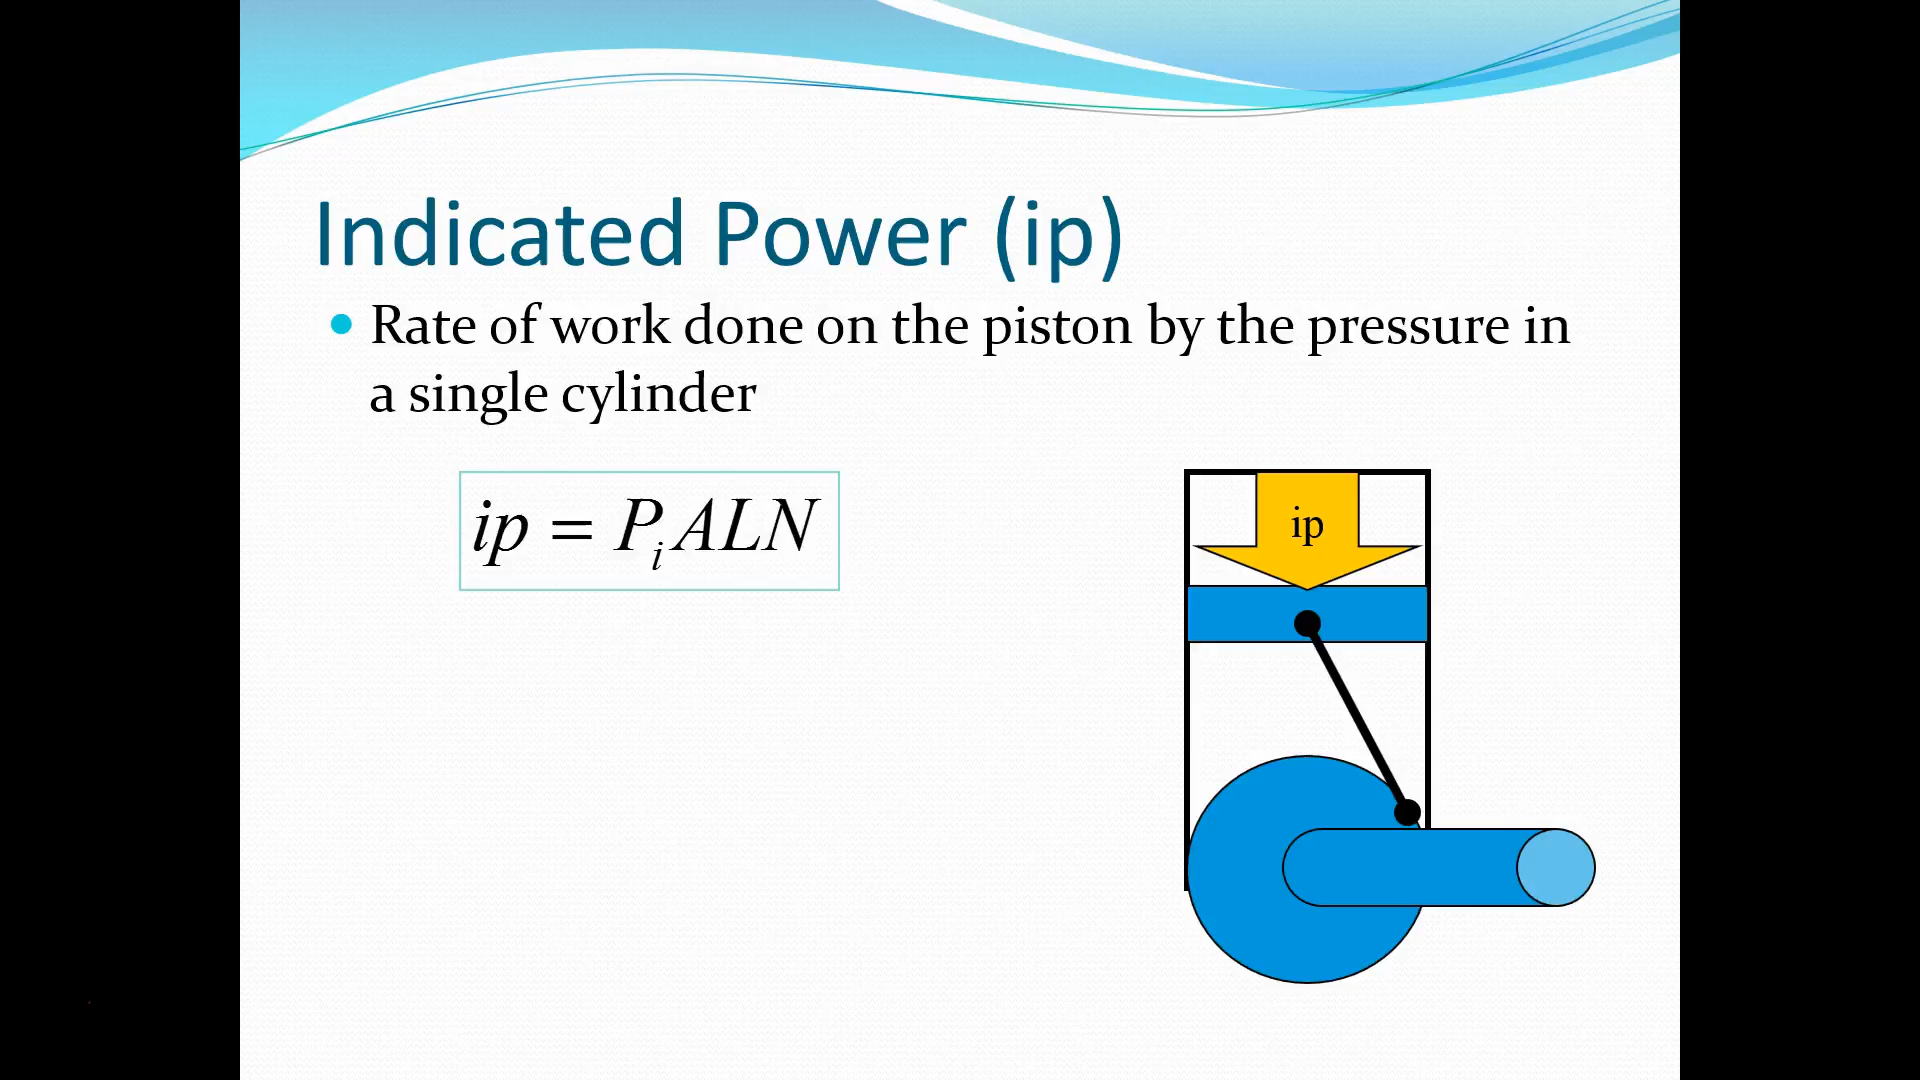 Indicated Power (ip)
• Rate of work done on the piston by the pressure in
a single cylinder
ip = PᵢALN
ip